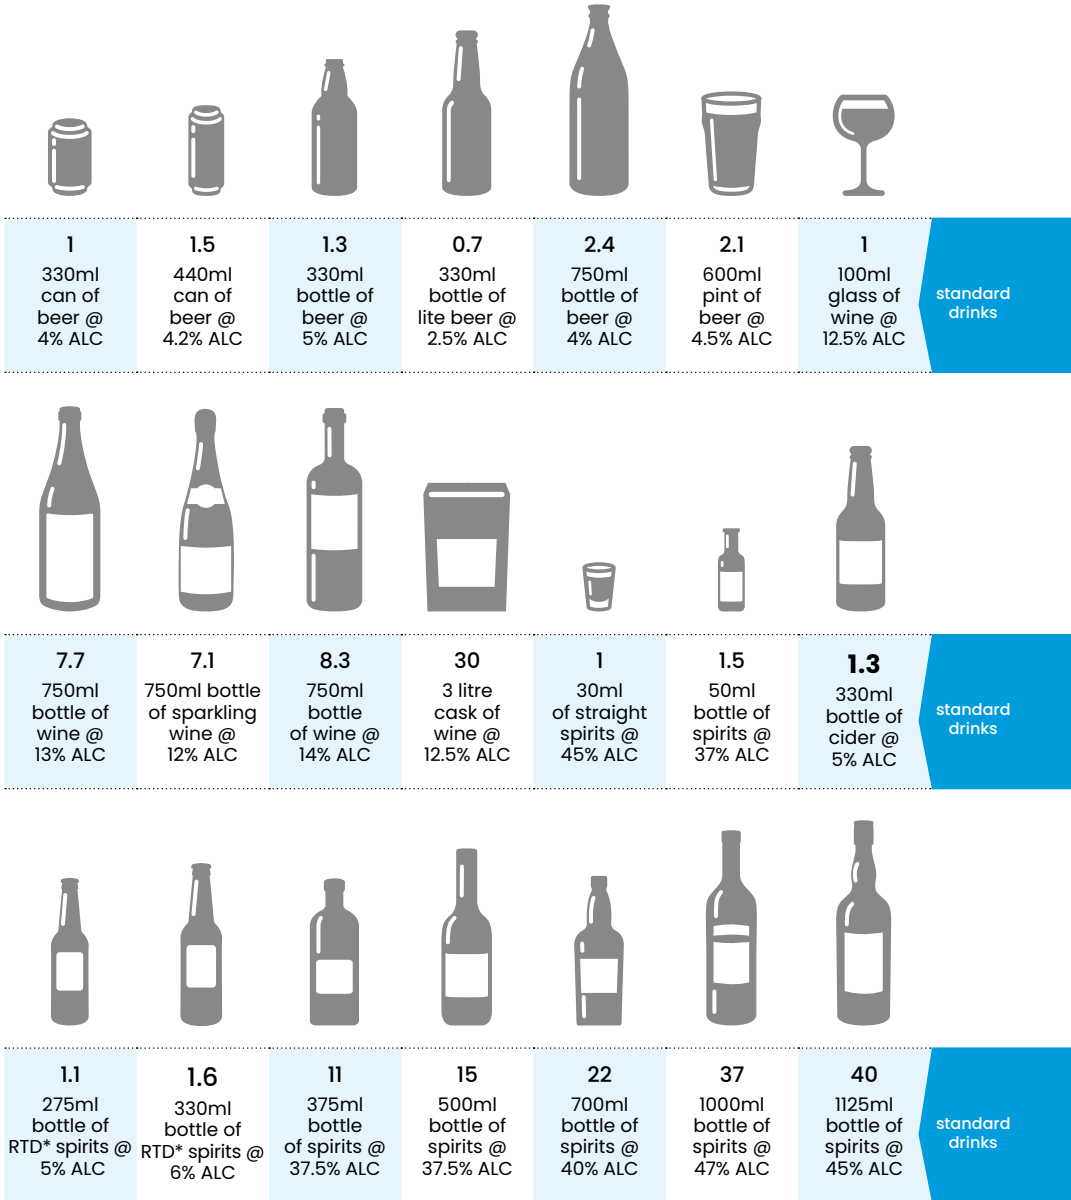 1
330ml
can of
beer @
4% ALC
1.5
440ml
can of
beer @
4.2% ALC
1.3
330ml
bottle of
beer @
5% ALC
0.7
330ml
bottle of
lite beer @
2.5% ALC
2.4
750ml
bottle of
beer @
4% ALC
2.1
600ml
pint of
beer @
4.5% ALC
1
100ml
glass of
wine @
12.5% ALC
standard
drinks
7.7
750ml
bottle of
wine @
13% ALC
7.1
750ml bottle
of sparkling
wine @
12% ALC
8.3
750ml
bottle
of wine @
14% ALC
30
3 litre
cask of
wine @
12.5% ALC
1
30ml
of straight
spirits @
45% ALC
1.5
50ml
bottle of
spirits @
37% ALC
1.3
330ml
bottle of
cider @
5% ALC
standard
drinks
1.1
275ml
bottle of
RTD* spirits @
5% ALC
1.6
330ml
bottle of
RTD* spirits @
6% ALC
11
375ml
bottle
of spirits @
37.5% ALC
15
500ml
bottle of
spirits @
37.5% ALC
22
700ml
bottle of
spirits @
40% ALC
37
1000ml
bottle of
spirits @
47% ALC
40
1125ml
bottle of
spirits @
45% ALC
standard
drinks